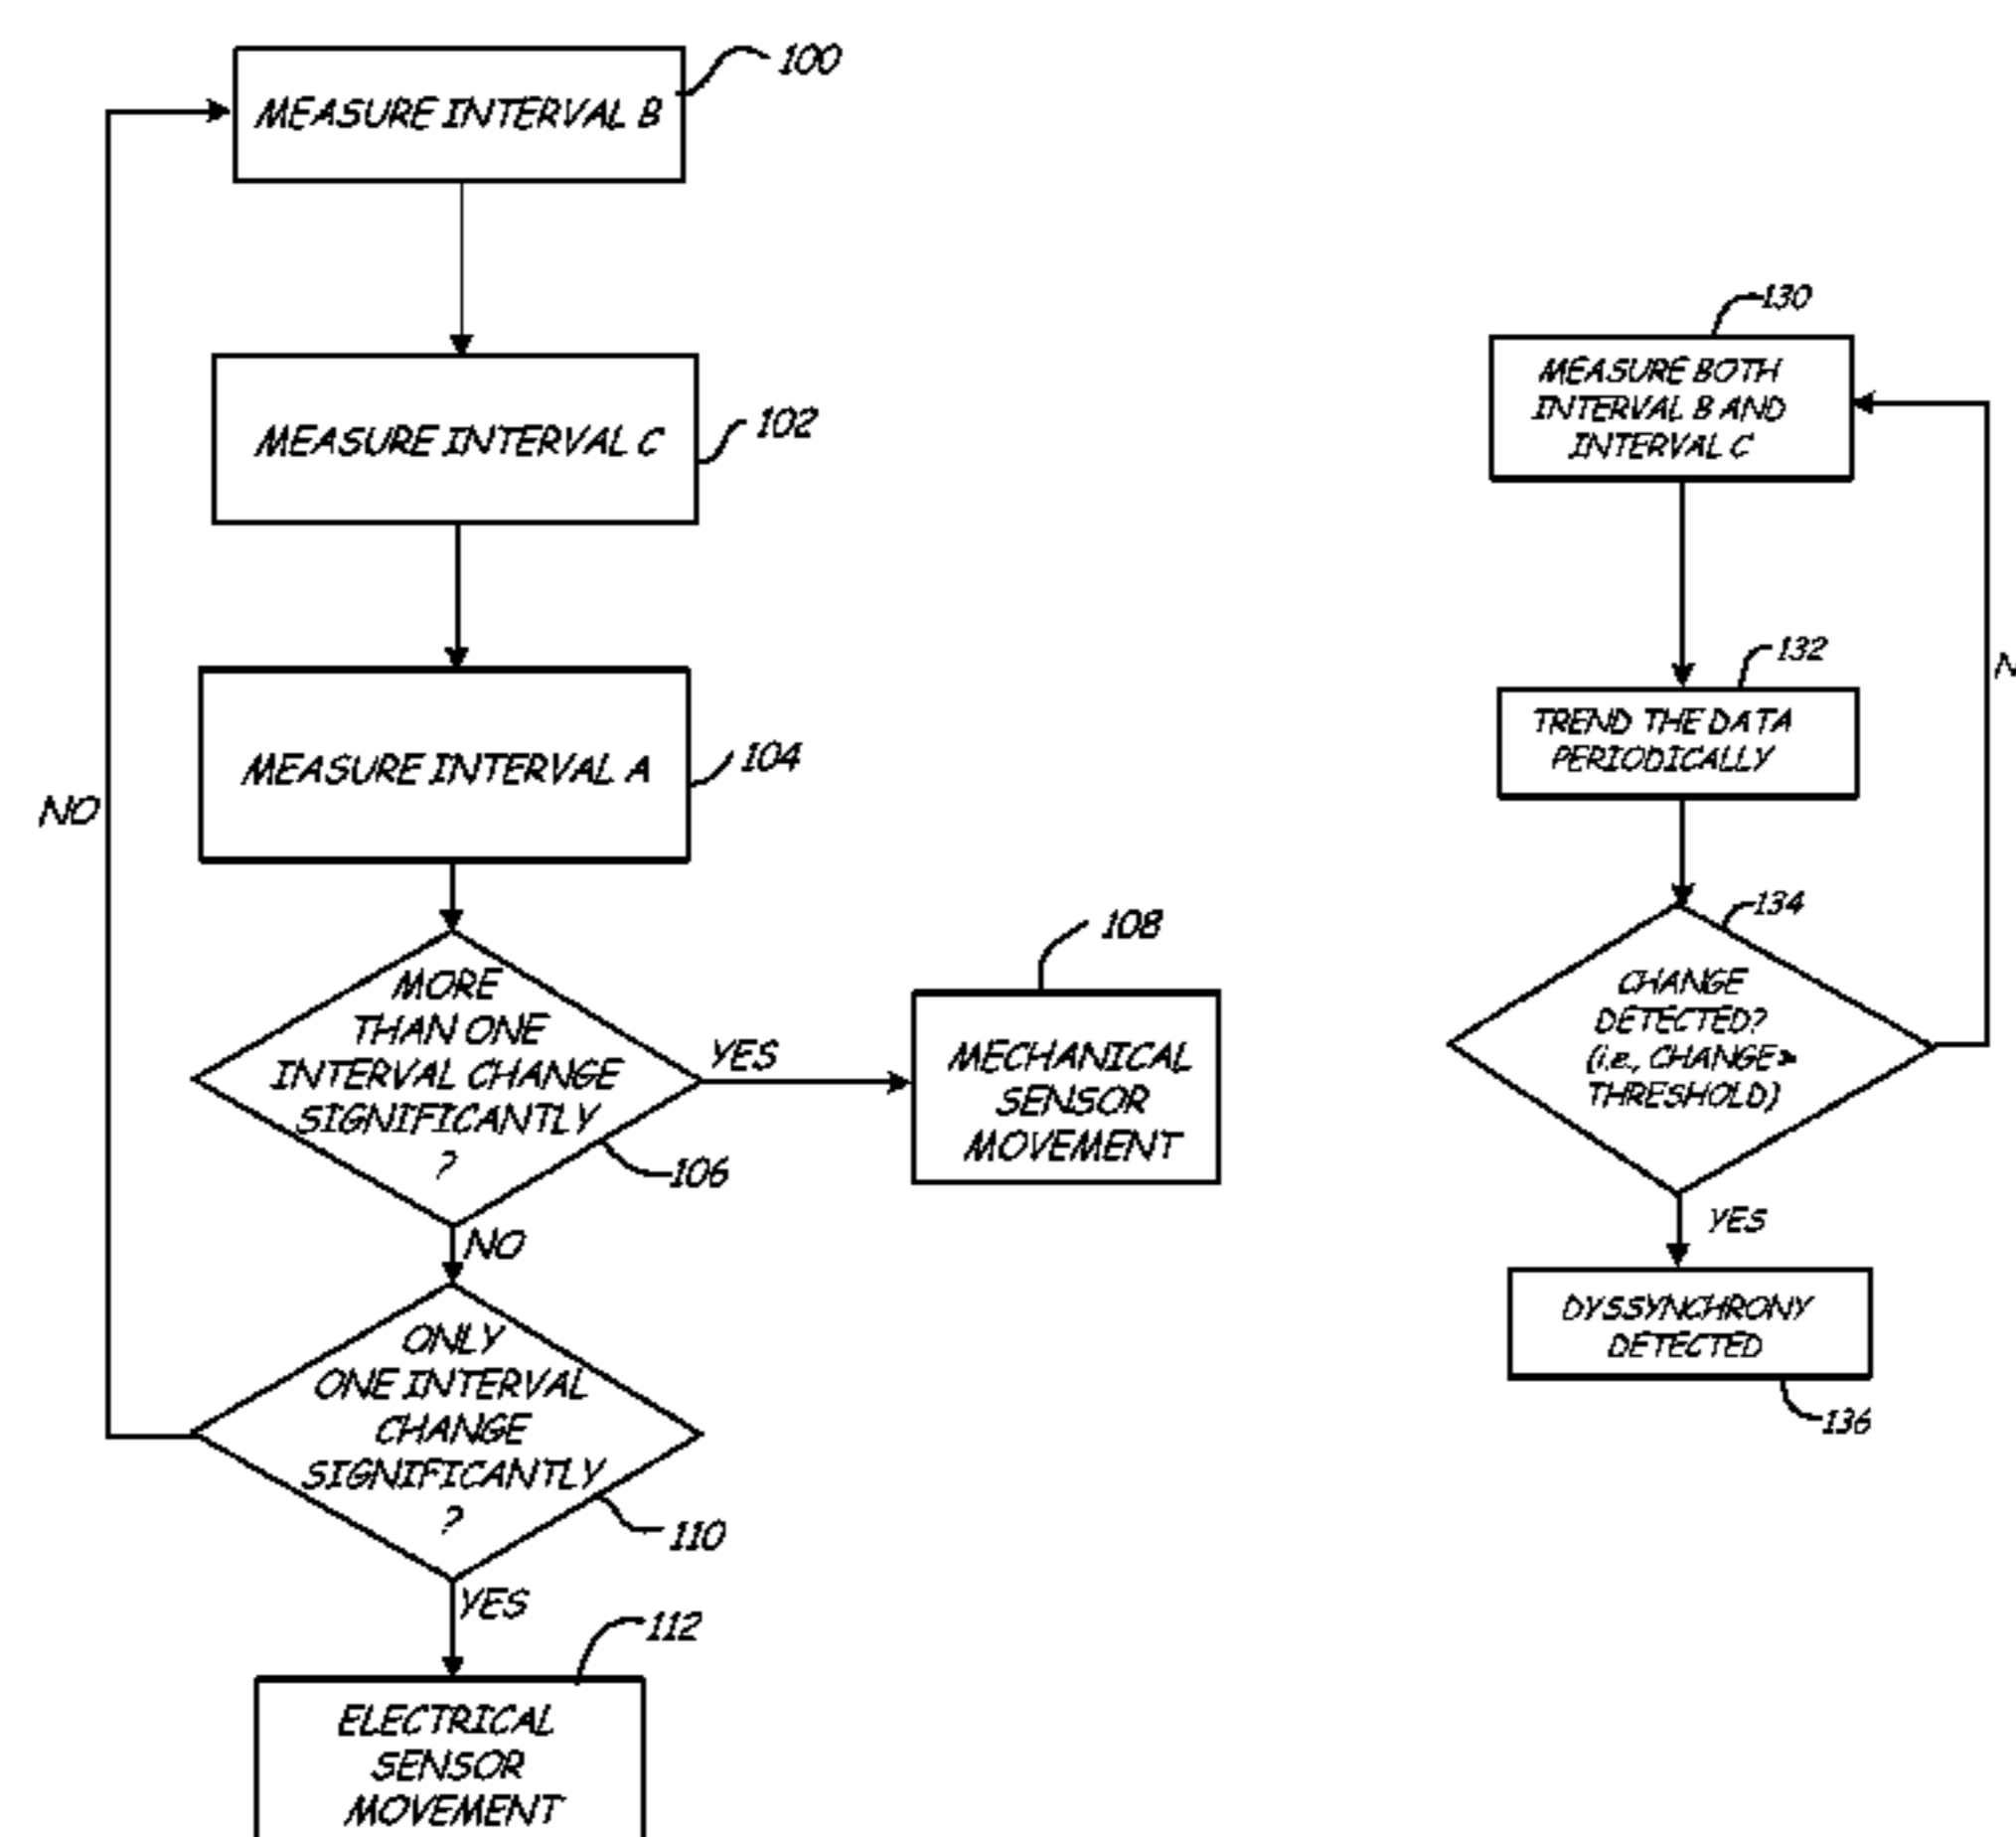 100
MEASURE INTERVAL B
MEASURE INTERVAL C
102
MEASURE INTERVAL A
104
NO
MORE
THAN ONE
INTERVAL CHANGE
SIGNIFICANTLY
?
106
YES
108
MECHANICAL
SENSOR
MOVEMENT
NO
ONLY
ONE INTERVAL
CHANGE
SIGNIFICANTLY
?
110
YES
112
ELECTRICAL
SENSOR
MOVEMENT
130
MEASURE BOTH
INTERVAL B AND
INTERVAL C
132
TREND THE DATA
PERIODICALLY
134
CHANGE
DETECTED?
(i.e., CHANGE ≥
THRESHOLD)
YES
DYSSYNCHRONY
DETECTED
136